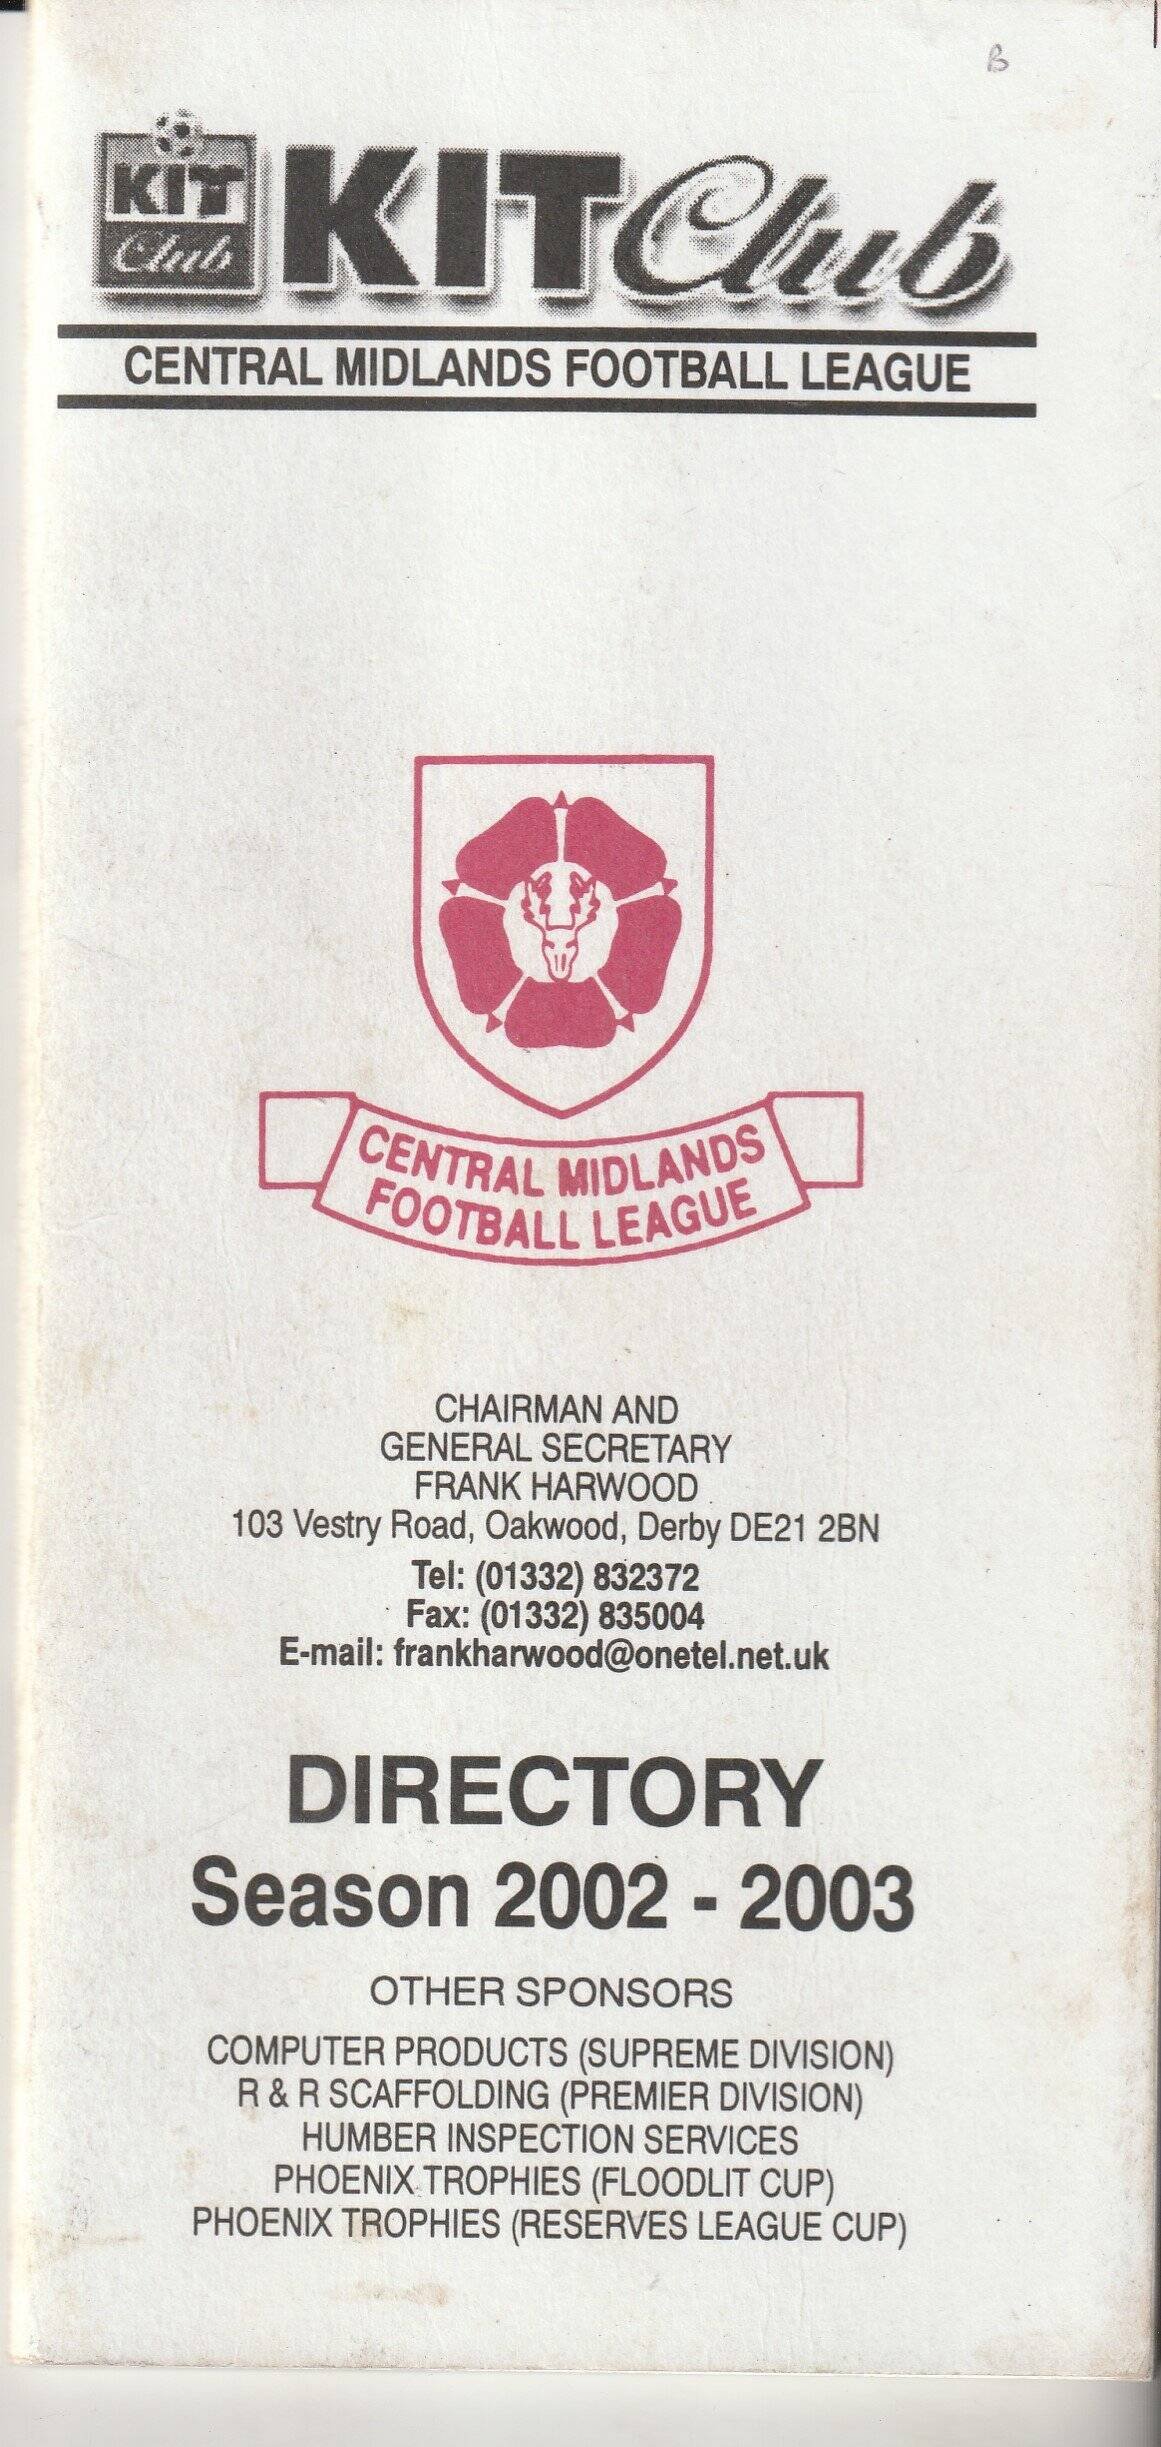 B
KIT
Club
KIT Club
CENTRAL MIDLANDS FOOTBALL LEAGUE
CENTRAL MIDLANDS
FOOTBALL LEAGUE
CHAIRMAN AND
GENERAL SECRETARY
FRANK HARWOOD
103 Vestry Road, Oakwood, Derby DE21 2BN
Tel: (01332) 832372
Fax: (01332) 835004
E-mail: frankharwood@onetel.net.uk
DIRECTORY
Season 2002 - 2003
OTHER SPONSORS
COMPUTER PRODUCTS (SUPREME DIVISION)
R & R SCAFFOLDING (PREMIER DIVISION)
HUMBER INSPECTION SERVICES
PHOENIX TROPHIES (FLOODLIT CUP)
PHOENIX TROPHIES (RESERVES LEAGUE CUP)